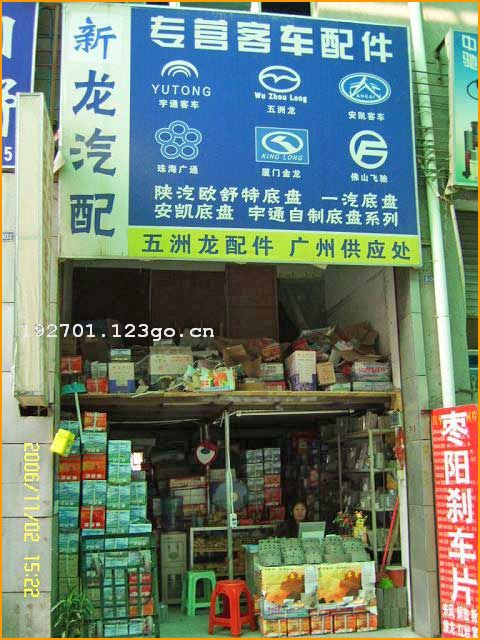 新龙汽配
专营客车配件
YUTONG
宇通客车
Wu Zhou Long
五洲龙
ANKAI
安凯客车
珠海广通
KING LONG
厦门金龙
佛山飞驰
陕汽欧舒特底盘 一汽底盘
安凯底盘 宇通自制底盘系列
五洲龙配件 广州供应处
中驰
枣阳刹车片
192701.123go.cn
2006/11/02 15:22